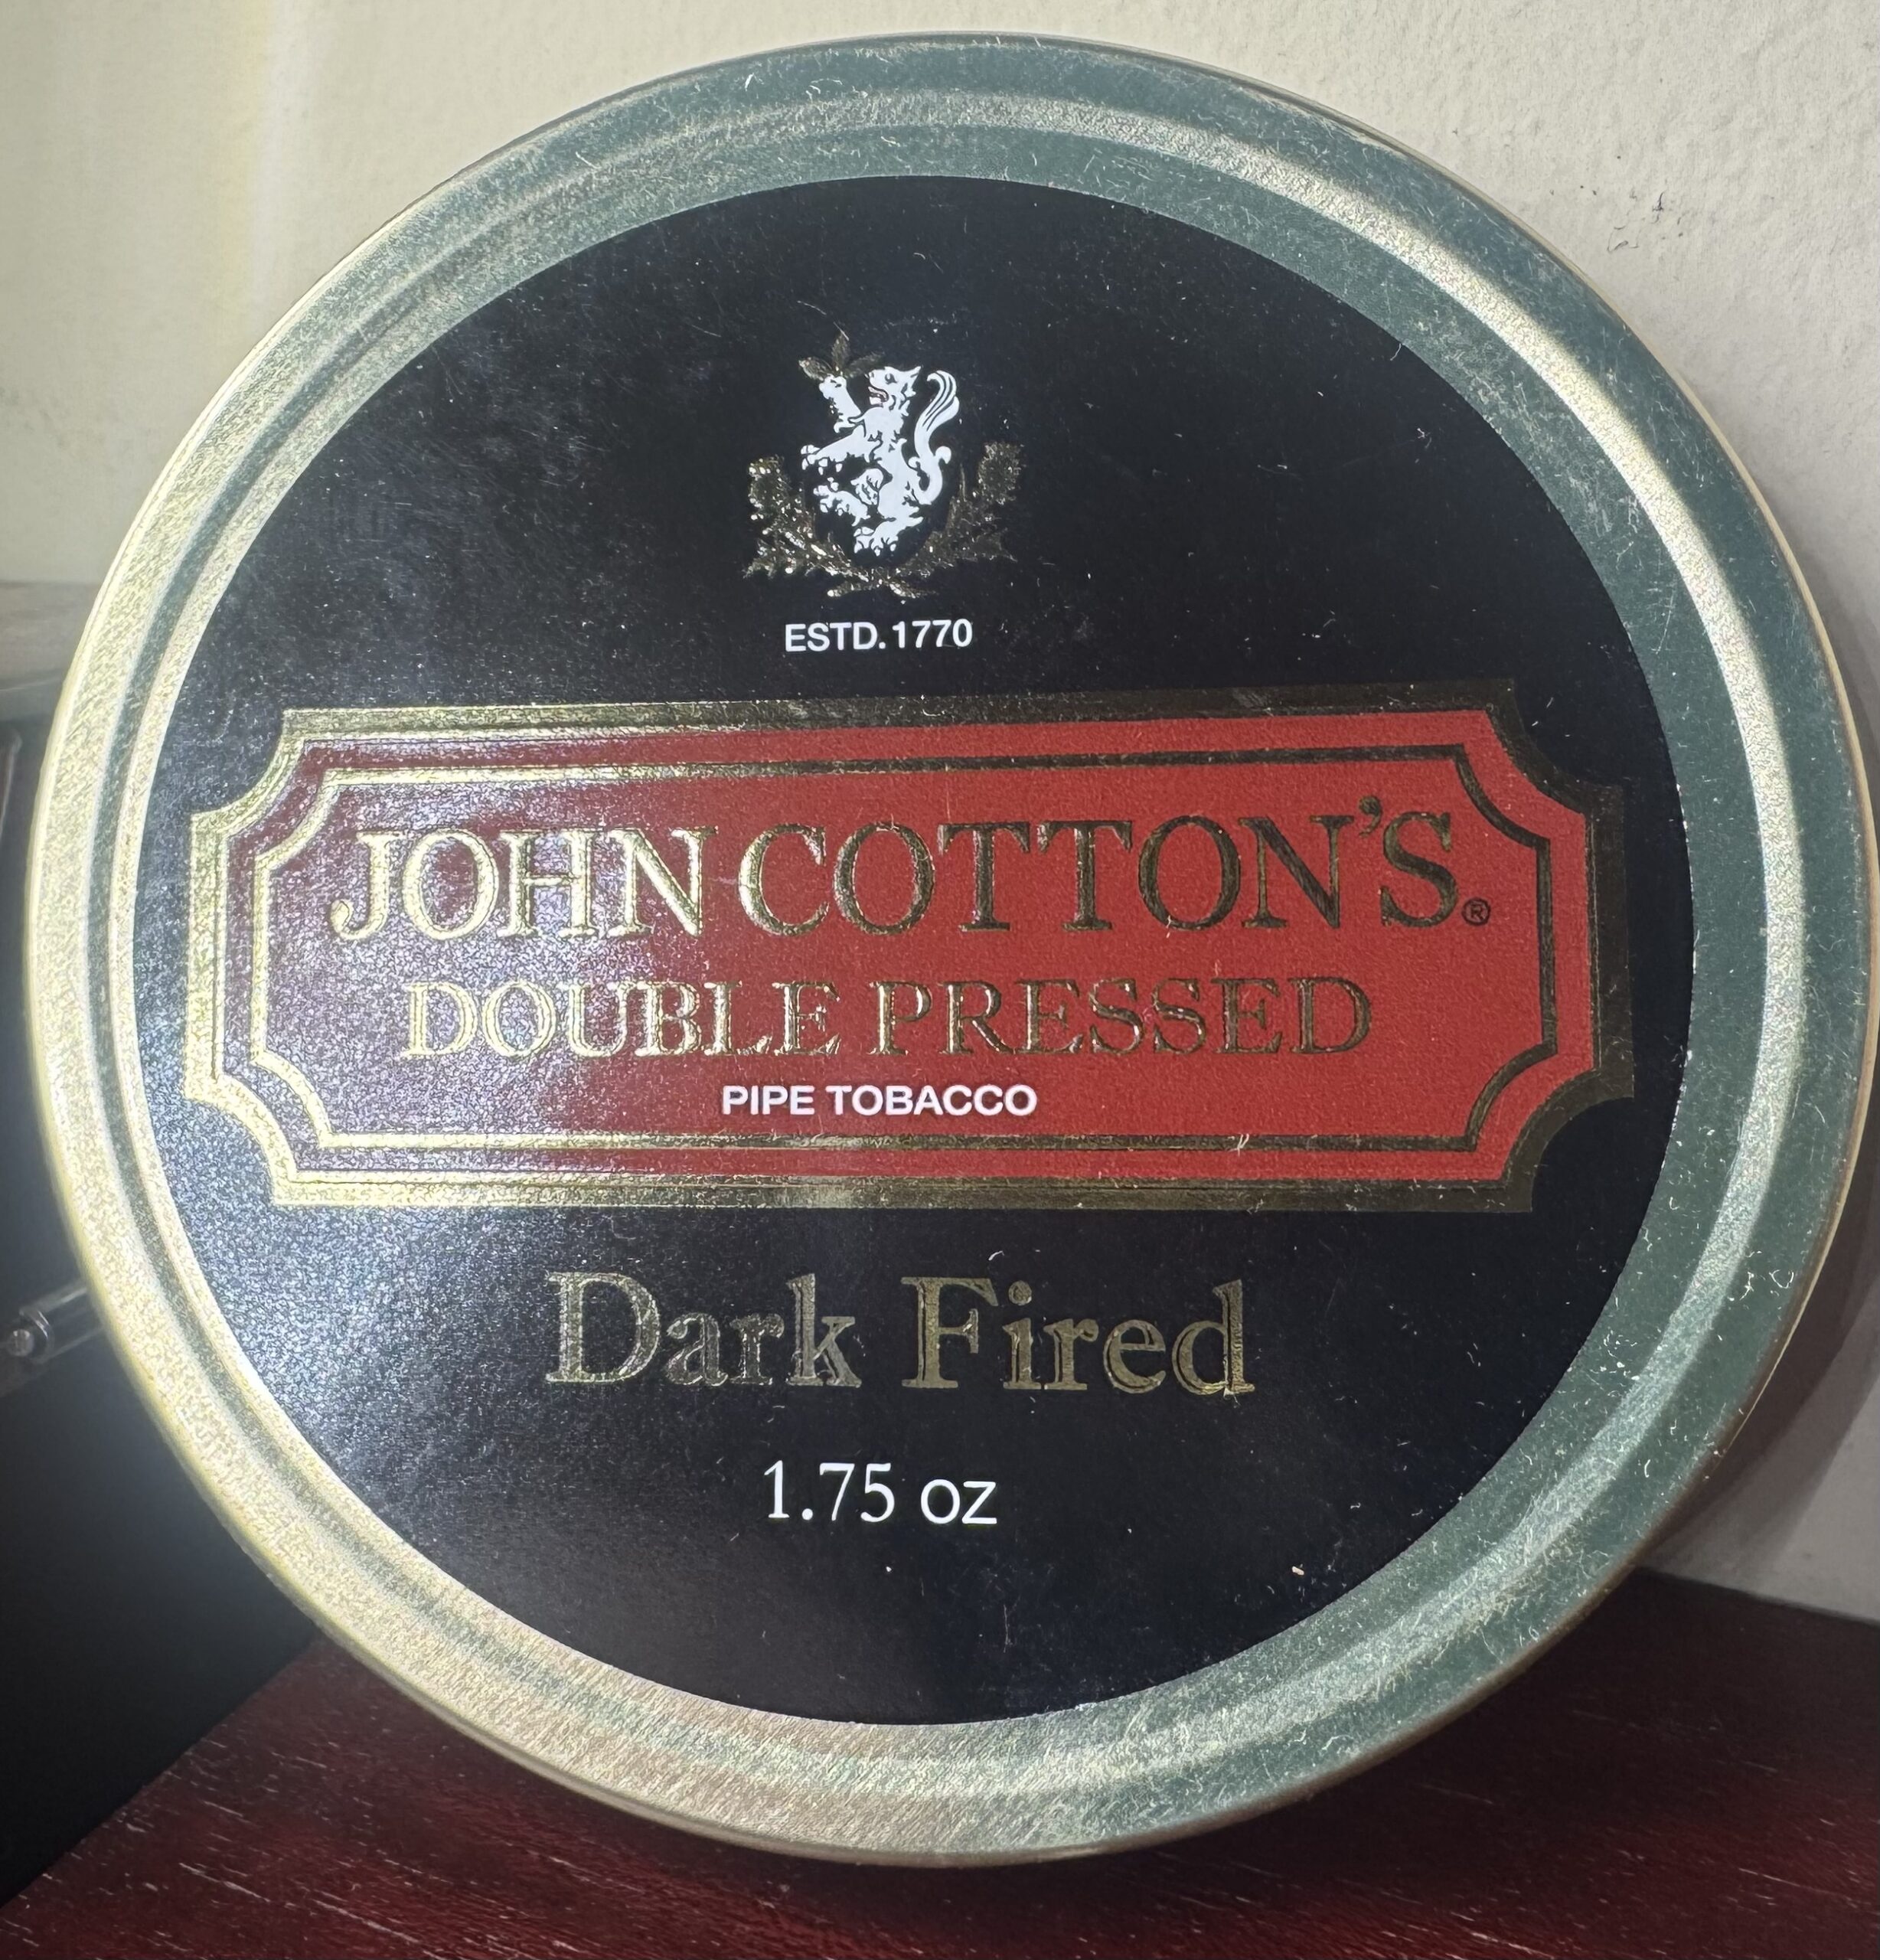 ESTD. 1770
JOHN COTTON'S®
DOUBLE PRESSED
PIPE TOBACCO
Dark Fired
1.75 oz